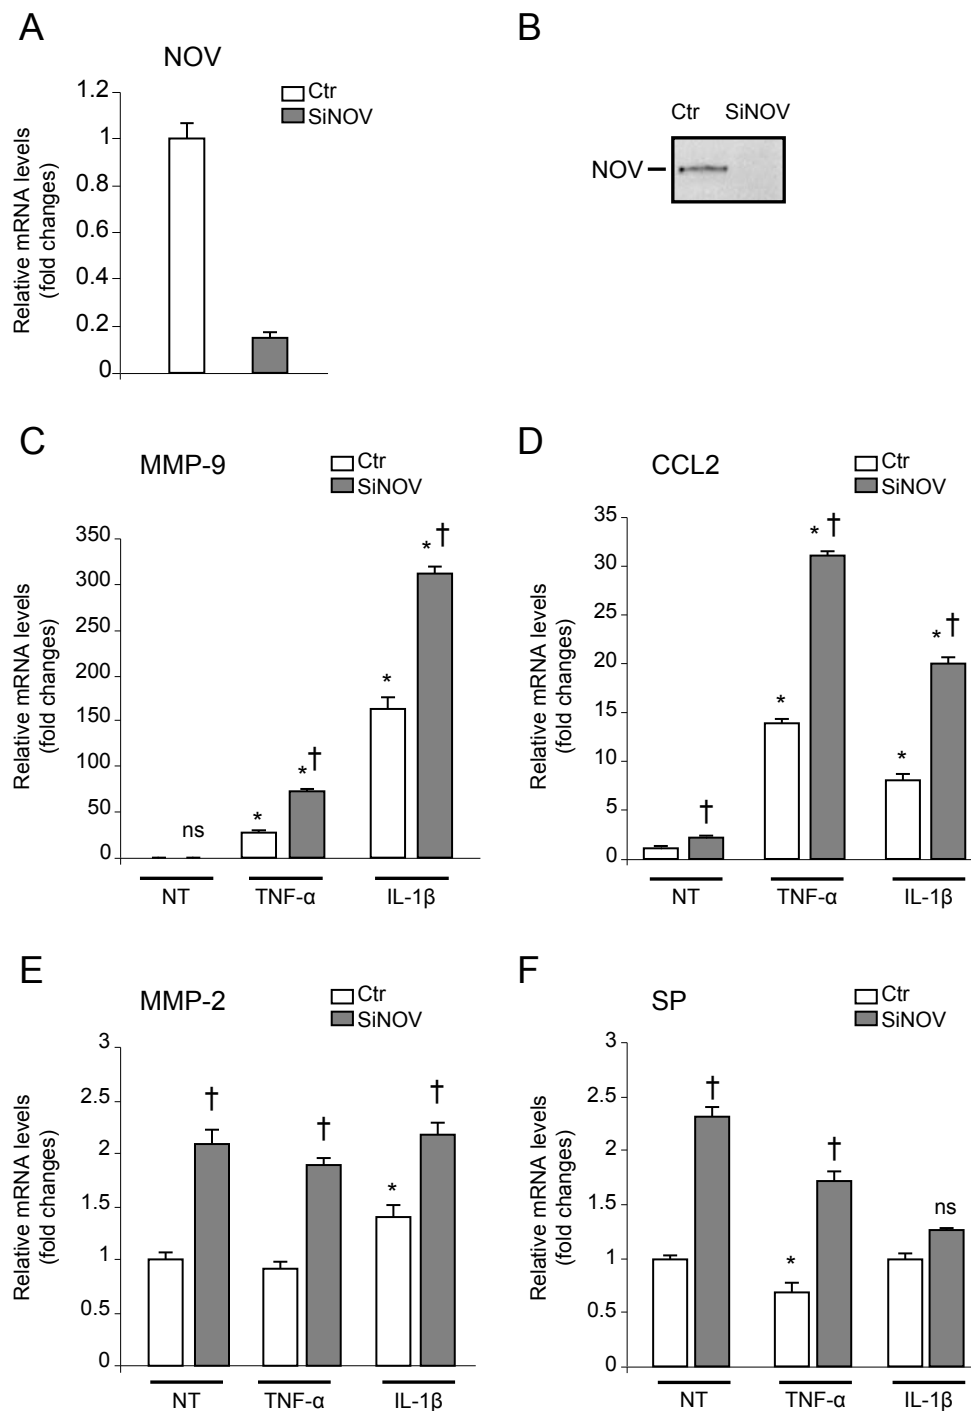 A
NOV
Ctr
SiNOV
Relative mRNA levels
(fold changes)
1.2
1
0.8
0.6
0.4
0.2
0
B
Ctr SiNOV
NOV
C
MMP-9
Ctr
SiNOV
Relative mRNA levels
(fold changes)
350
300
250
200
150
100
50
0
ns
*
*†
*
*†
NT TNF-α IL-1β
D
CCL2
Ctr
SiNOV
Relative mRNA levels
(fold changes)
35
30
25
20
15
10
5
0
†
*
*†
*
*†
NT TNF-α IL-1β
E
MMP-2
Ctr
SiNOV
Relative mRNA levels
(fold changes)
3
2.5
2
1.5
1
0.5
0
†
†
*
†
NT TNF-α IL-1β
F
SP
Ctr
SiNOV
Relative mRNA levels
(fold changes)
3
2.5
2
1.5
1
0.5
0
†
*
†
ns
NT TNF-α IL-1β